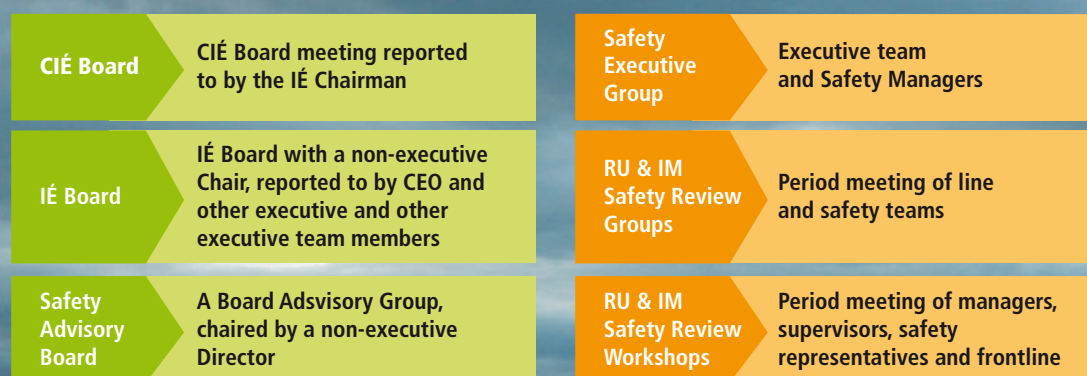 CIÉ Board
CIÉ Board meeting reported
to by the IÉ Chairman
IÉ Board
IÉ Board with a non-executive
Chair, reported to by CEO and
other executive and other
executive team members
Safety
Advisory
Board
A Board Adsvisory Group,
chaired by a non-executive
Director
Safety
Executive
Group
Executive team
and Safety Managers
RU & IM
Safety Review
Groups
Period meeting of line
and safety teams
RU & IM
Safety Review
Workshops
Period meeting of managers,
supervisors, safety
representatives and frontline